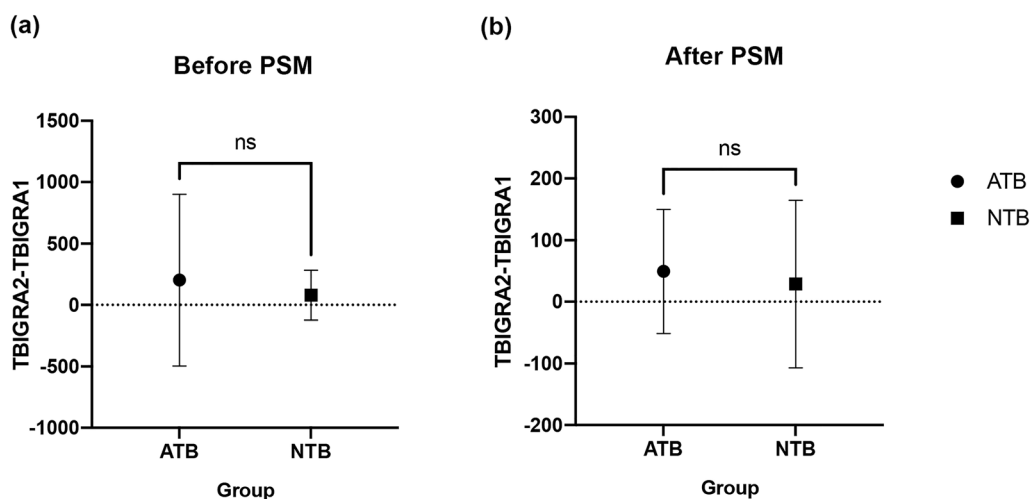 (a)
Before PSM
1500
1000
500
0
-500
-1000
TBIGRA2-TBIGRA1
ns
ATB
NTB
Group
(b)
After PSM
300
200
100
0
-100
-200
TBIGRA2-TBIGRA1
ns
ATB
NTB
Group
ATB
NTB